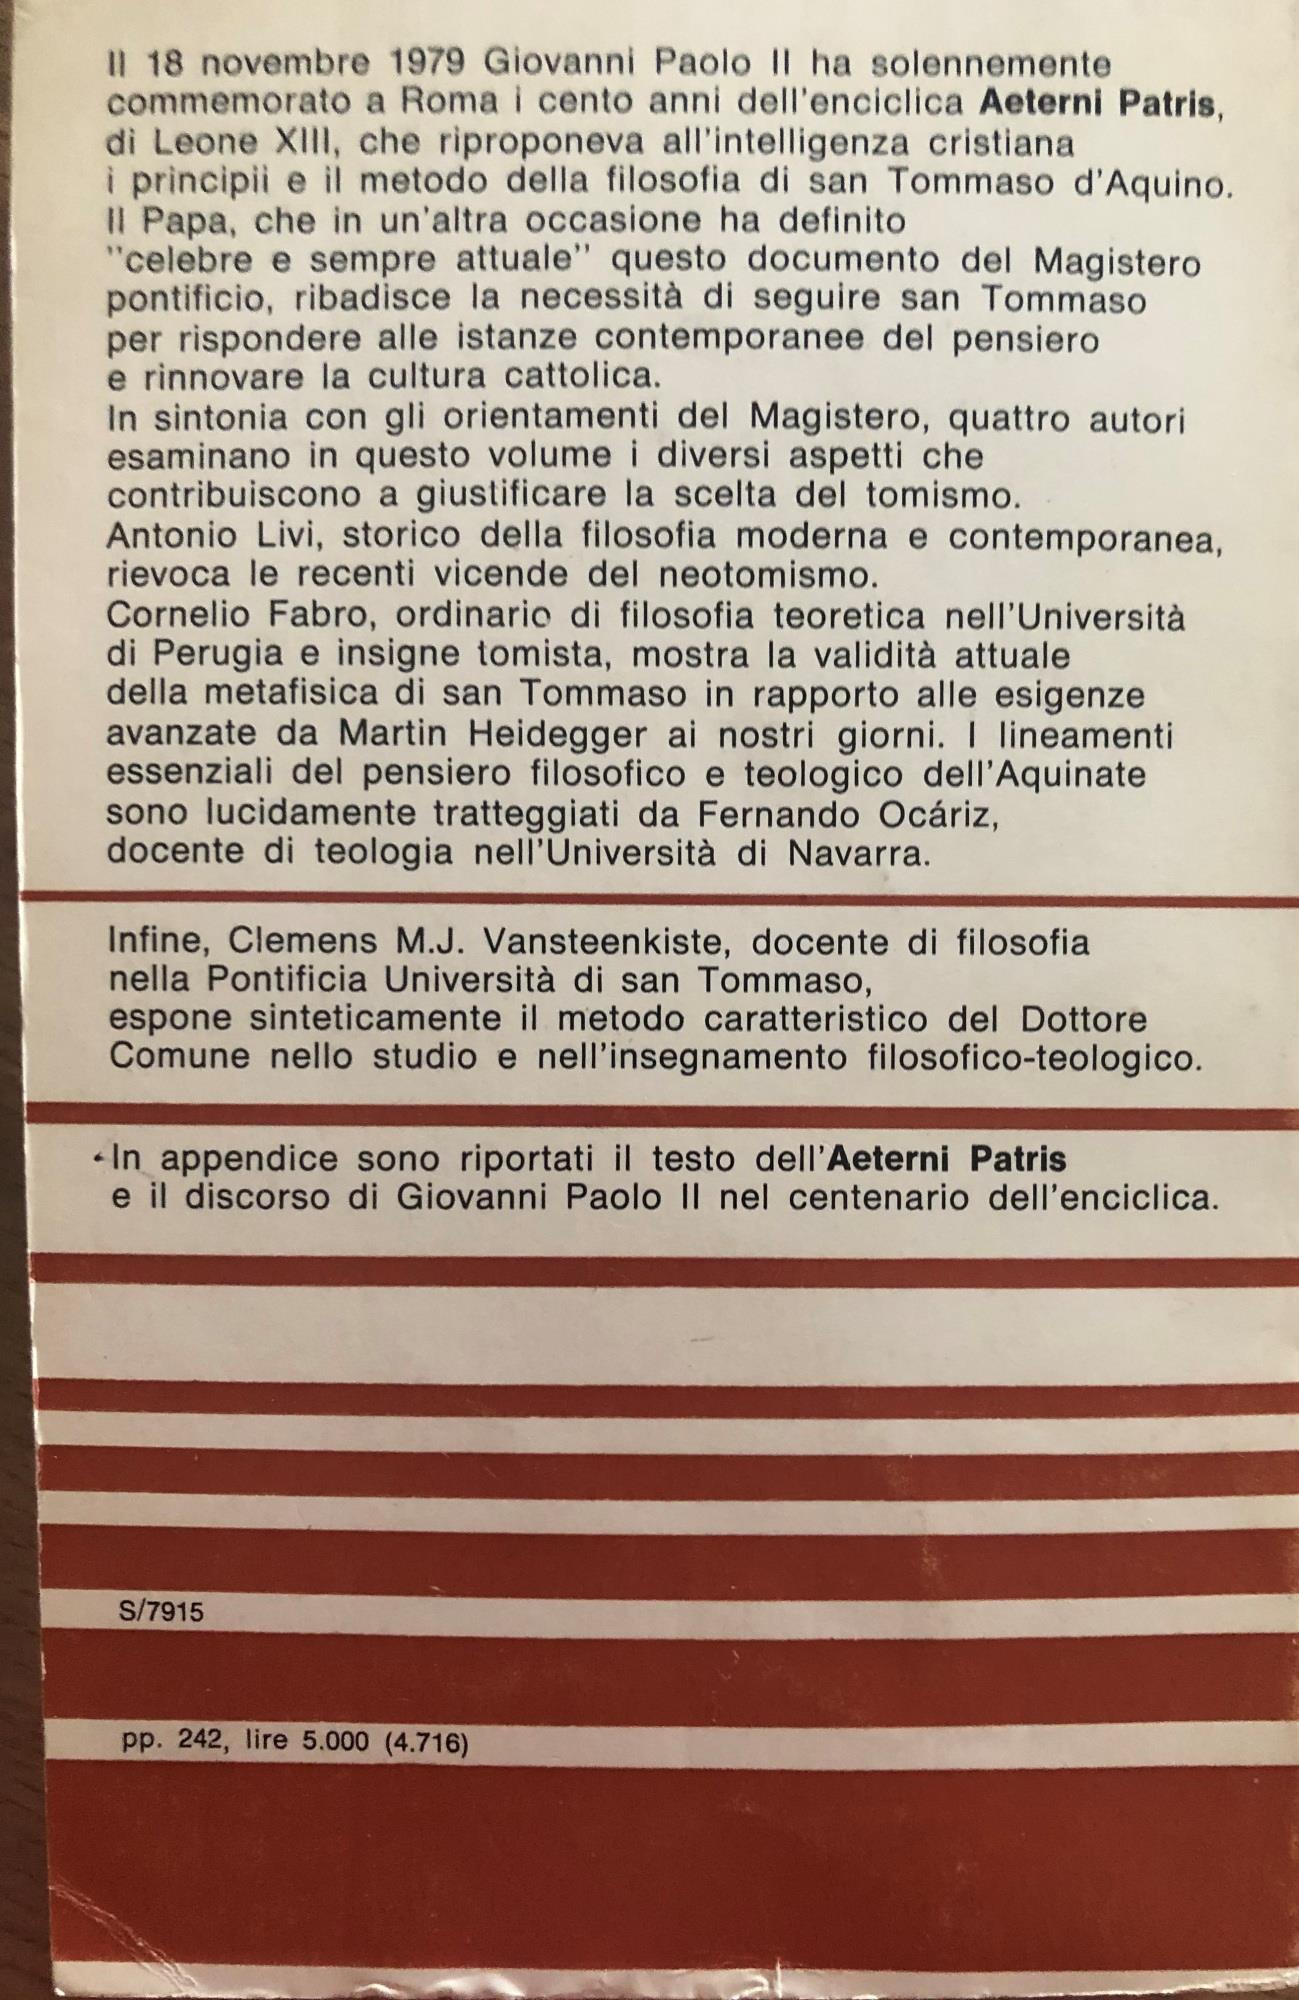 Il 18 novembre 1979 Giovanni Paolo II ha solennemente
commemorato a Roma i cento anni dell'enciclica Aeterni Patris,
di Leone XIII, che riproponeva all'intelligenza cristiana
i principii e il metodo della filosofia di san Tommaso d'Aquino.
Il Papa, che in un'altra occasione ha definito
"celebre e sempre attuale" questo documento del Magistero
pontificio, ribadisce la necessità di seguire san Tommaso
per rispondere alle istanze contemporanee del pensiero
e rinnovare la cultura cattolica.
In sintonia con gli orientamenti del Magistero, quattro autori
esaminano in questo volume i diversi aspetti che
contribuiscono a giustificare la scelta del tomismo.
Antonio Livi, storico della filosofia moderna e contemporanea,
rievoca le recenti vicende del neotomismo.
Cornelio Fabro, ordinario di filosofia teoretica nell'Università
di Perugia e insigne tomista, mostra la validità attuale
della metafisica di san Tommaso in rapporto alle esigenze
avanzate da Martin Heidegger ai nostri giorni. I lineamenti
essenziali del pensiero filosofico e teologico dell'Aquinate
sono lucidamente tratteggiati da Fernando Ocáriz,
docente di teologia nell'Università di Navarra.
Infine, Clemens M.J. Vansteenkiste, docente di filosofia
nella Pontificia Università di san Tommaso,
espone sinteticamente il metodo caratteristico del Dottore
Comune nello studio e nell'insegnamento filosofico-teologico.
In appendice sono riportati il testo dell'Aeterni Patris
e il discorso di Giovanni Paolo II nel centenario dell'enciclica.
S/7915
pp. 242, lire 5.000 (4.716)